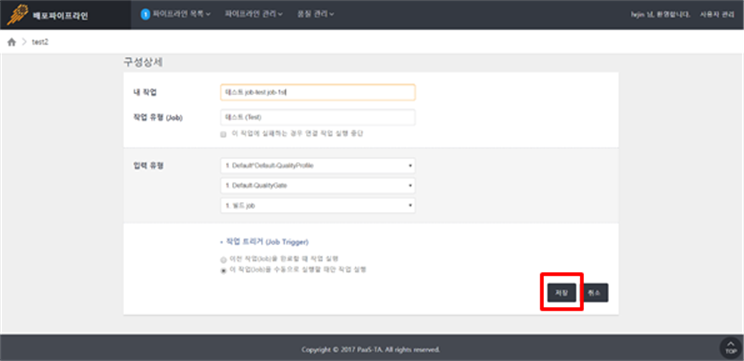 배포파이프라인
1 파이프라인 목록 파이프라인 관리 품질 관리 hejin 님, 환영합니다. 사용자 관리
test2
구성상세
내 작업 테스트 job-test job-1st
작업 유형 (Job) 테스트 (Test)
이 작업에 실패하는 경우 연결 작업 실행 중단
입력 유형 1. Default*Default-QualityProfile
1. Default-QualityGate
1. 빌드 job
• 작업 트리거 (Job Trigger)
이전 작업(Job)을 완료할 때 작업 실행
이 작업(Job)을 수동으로 실행할 때만 작업 실행
저장 취소
Copyright © 2017 PaaS-TA. All rights reserved.
TOP